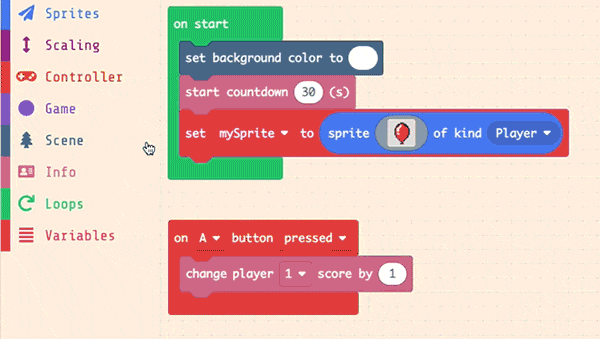 Sprites
Scaling
Controller
Game
Scene
Info
Loops
Variables
on start
set background color to
start countdown 30 (s)
set mySprite to sprite of kind Player
on A button pressed
change player 1 score by 1